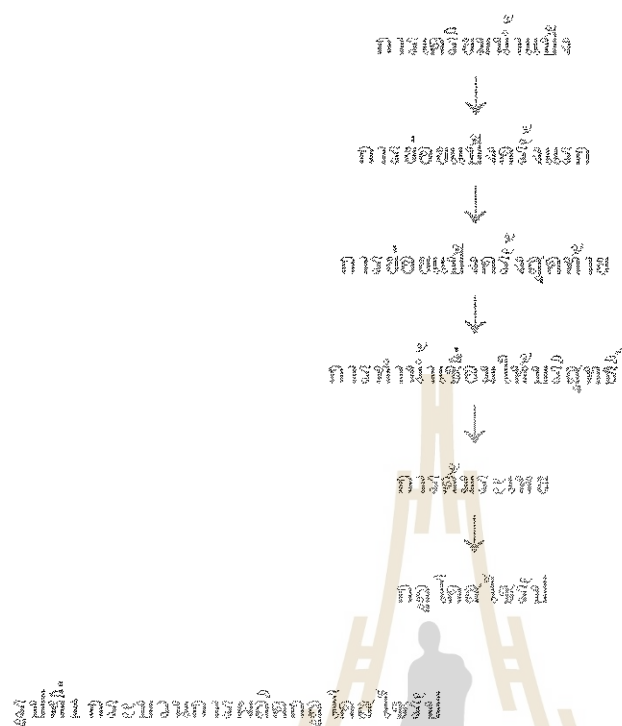 การเตรียมน้ำแป้ง
การย่อยแป้งครั้งแรก
การย่อยแป้งครั้งสุดท้าย
การทำน้ำเชื่อมให้บริสุทธิ์
การต้มระเหย
กลูโคสไซรัป
รูปที่ กระบวนการผลิตกลูโคสไซรัป